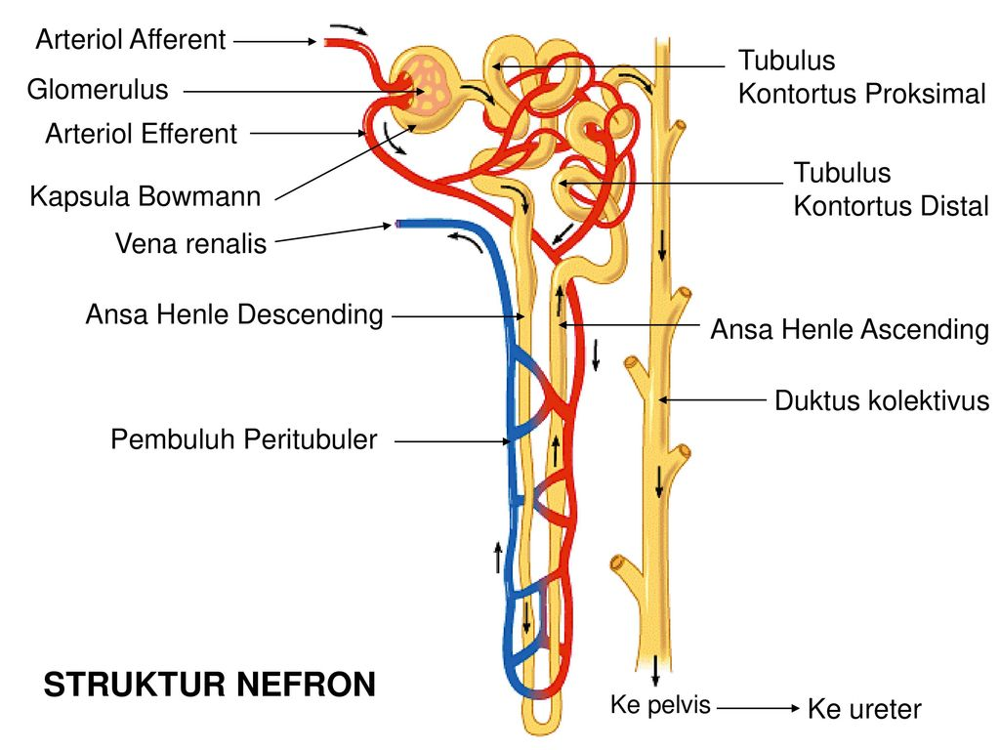 Arteriol Afferent
Glomerulus
Arteriol Efferent
Kapsula Bowmann
Vena renalis
Ansa Henle Descending
Pembuluh Peritubuler
STRUKTUR NEFRON
Tubulus
Kontortus Proksimal
Tubulus
Kontortus Distal
Ansa Henle Ascending
Duktus kolektivus
Ke pelvis
Ke ureter